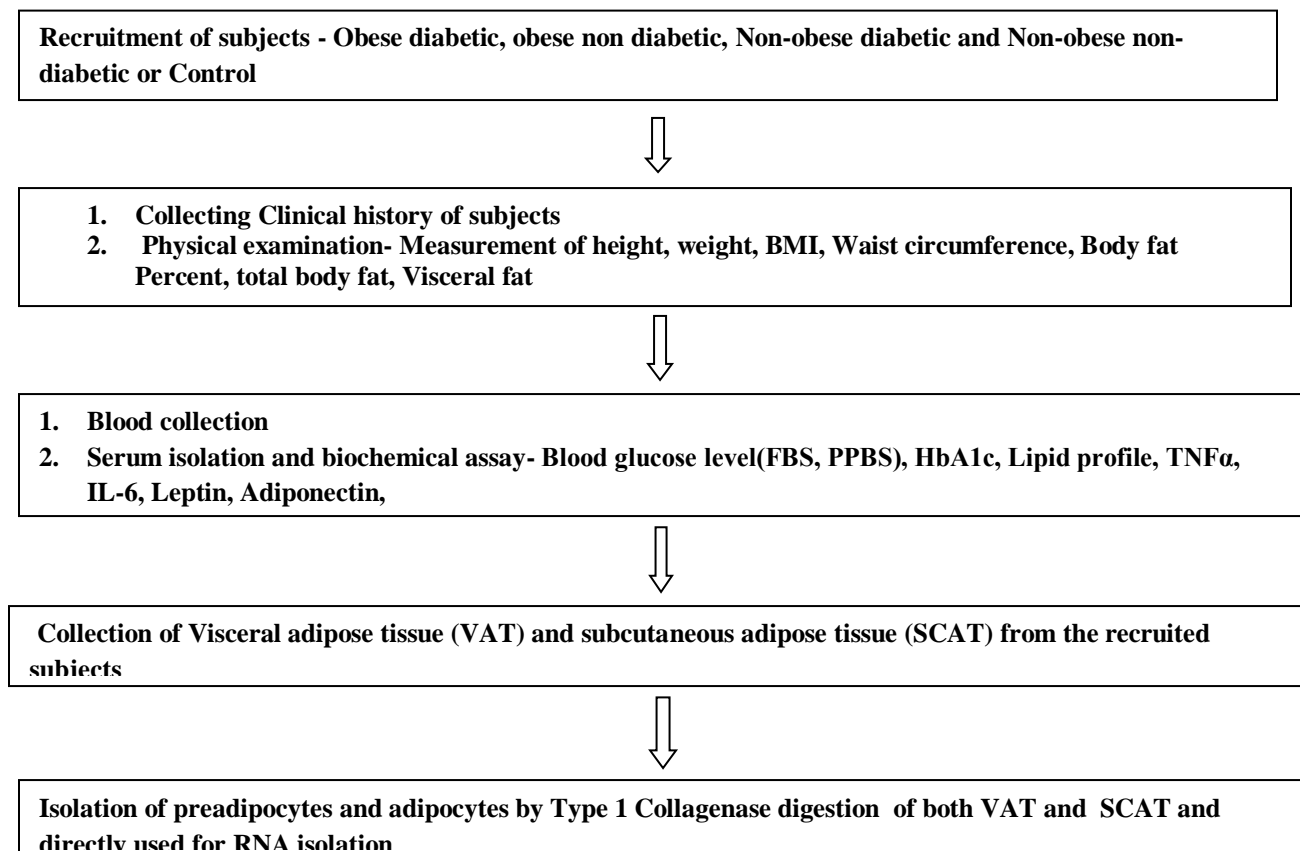 Recruitment of subjects - Obese diabetic, obese non diabetic, Non-obese diabetic and Non-obese non-
diabetic or Control
1. Collecting Clinical history of subjects
2. Physical examination- Measurement of height, weight, BMI, Waist circumference, Body fat
Percent, total body fat, Visceral fat
1. Blood collection
2. Serum isolation and biochemical assay- Blood glucose level(FBS, PPBS), HbA1c, Lipid profile, TNFα,
IL-6, Leptin, Adiponectin,
Collection of Visceral adipose tissue (VAT) and subcutaneous adipose tissue (SCAT) from the recruited
subjects
Isolation of preadipocytes and adipocytes by Type 1 Collagenase digestion of both VAT and SCAT and
directly used for RNA isolation